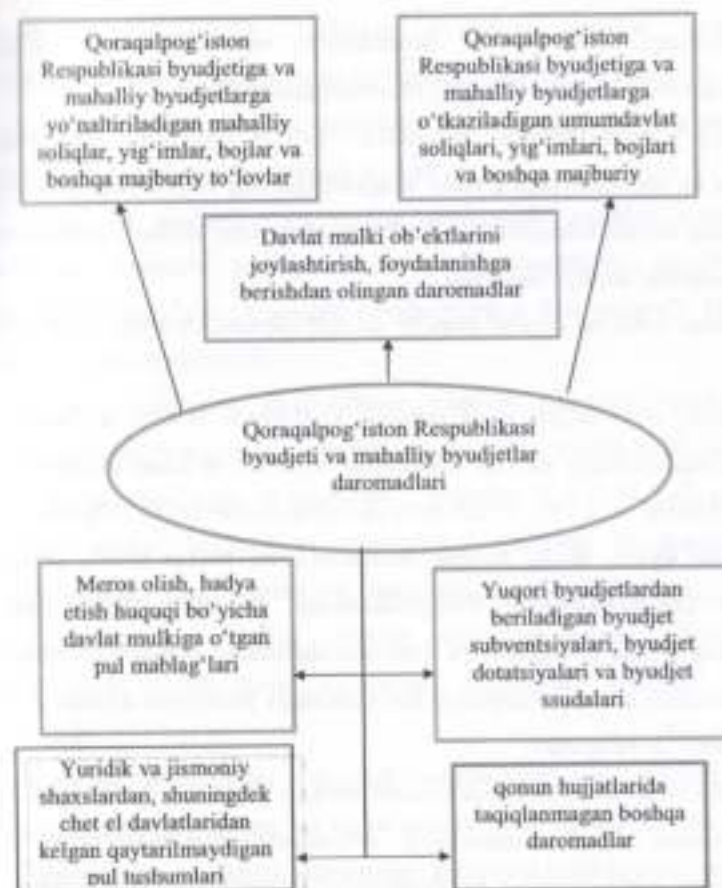 Qoraqalpog‘iston
Respublikasi byudjetiga va
mahalliy byudjetlarga
yo‘naltiriladigan mahalliy
soliqlar, yig‘imlar, bojlar va
boshqa majburiy to‘lovlar
Qoraqalpog‘iston
Respublikasi byudjetiga va
mahalliy byudjetlarga
o‘tkaziladigan umumdavlat
soliqlari, yig‘imlari, bojlari
va boshqa majburiy
Davlat mulki ob’ektlarini
joylashtirish, foydalanishga
berishdan olingan daromadlar
Qoraqalpog‘iston Respublikasi
byudjeti va mahalliy byudjetlar
daromadlari
Meros olish, hadya
etish huquqi bo‘yicha
davlat mulkiga o‘tgan
pul mablag‘lari
Yuqori byudjetlardan
beriladigan byudjet
subventsiyalari, byudjet
dotatsiyalari va byudjet
ssudalari
Yuridik va jismoniy
shaxslardan, shuningdek
chet el davlatlaridan
kelgan qaytarilmaydigan
pul tushumlari
qonun hujjatlarida
taqiqlanmagan boshqa
daromadlar